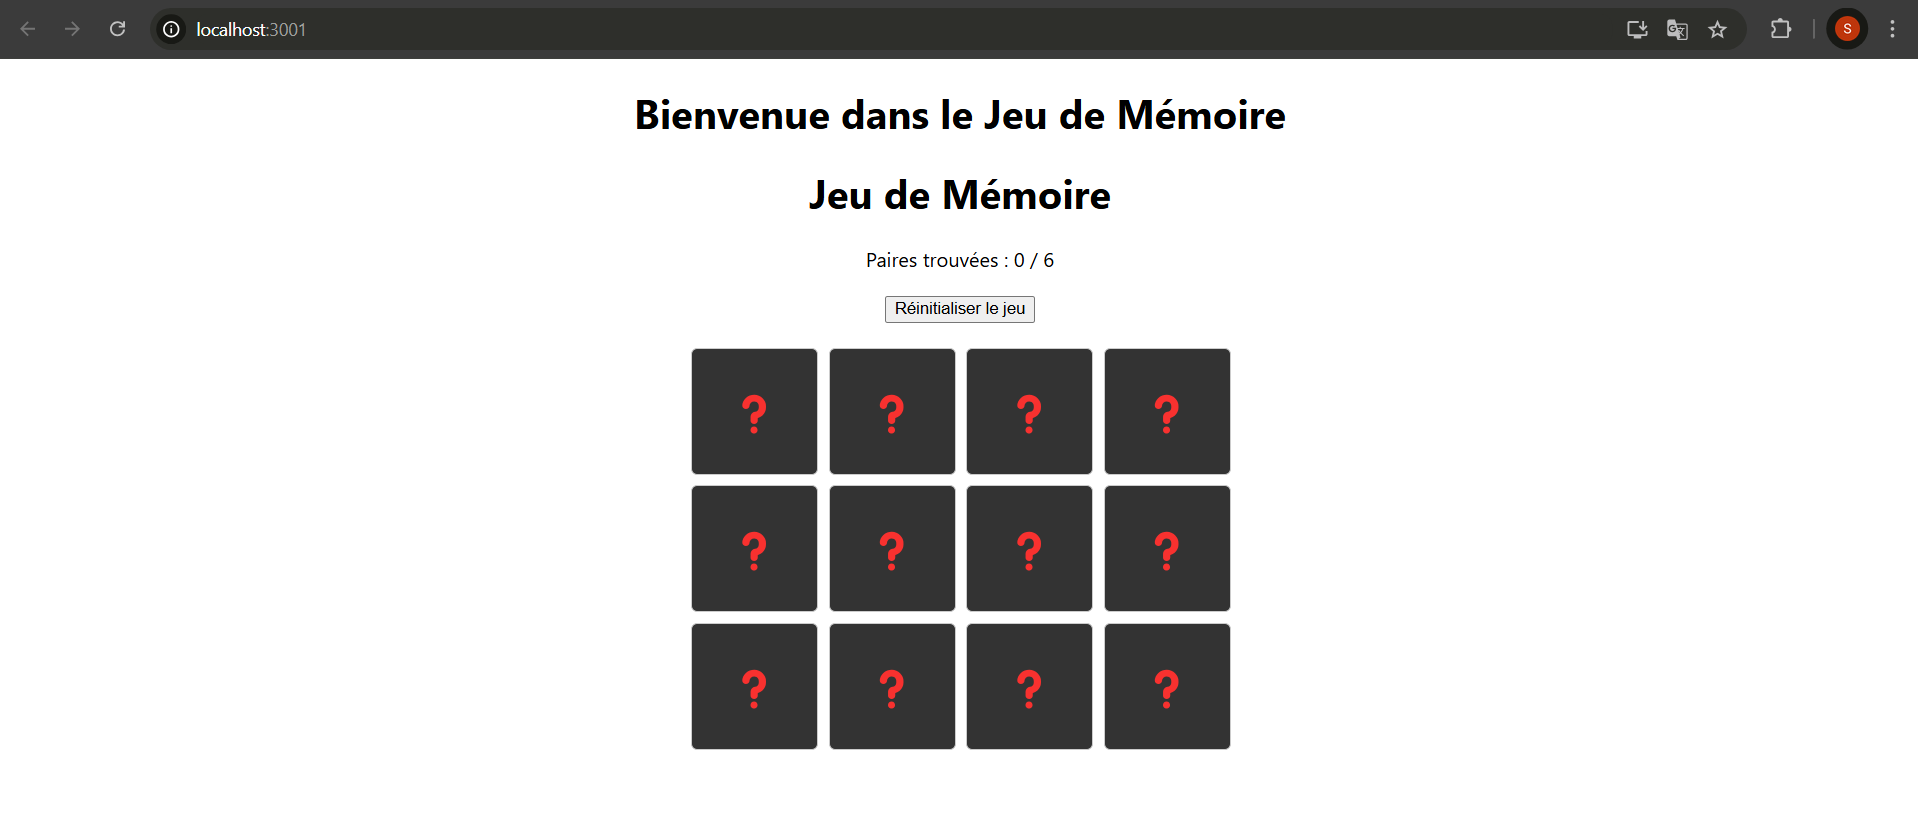 localhost:3001
S
Bienvenue dans le Jeu de Mémoire
Jeu de Mémoire
Paires trouvées : 0 / 6
Réinitialiser le jeu
❓ ❓ ❓ ❓
❓ ❓ ❓ ❓
❓ ❓ ❓ ❓